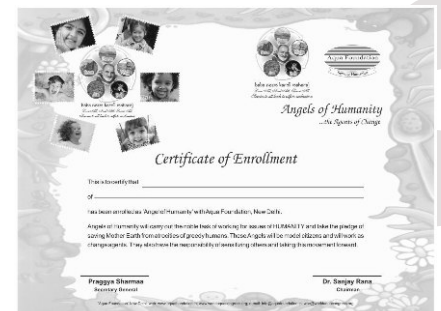 Aqua Foundation
Angels of Humanity
...the Agents of Change
Certificate of Enrollment
This is to certify that
of
has been enrolled as 'Angel of Humanity' with Aqua Foundation, New Delhi.
Angels of Humanity will carry out the noble task of working for issues of HUMANITY and take the pledge of
saving Mother Earth from atrocities of greedy humans. These Angels will be model citizens and will work as
change agents. They also have the responsibility of sensitizing others and taking this movement forward.
Praggya Sharmaa
Secretary General
Dr. Sanjay Rana
Chairman